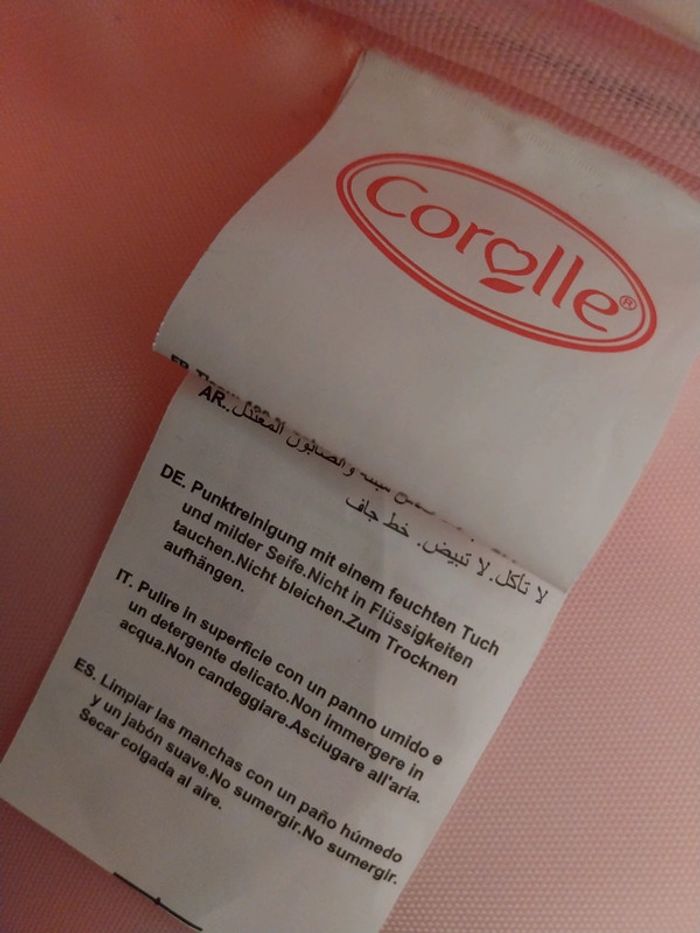 Corolle®
AR.
والصابون المعتدل
لا تأكل. لا تبيض. خط جاف
DE. Punktreinigung mit einem feuchten Tuch
und milder Seife.Nicht in Flüssigkeiten
tauchen.Nicht bleichen.Zum Trocknen
aufhängen.
IT. Pulire in superficie con un panno umido e
un detergente delicato.Non immergere in
acqua.Non candeggiare.Asciugare all'arla.
ES. Limpiar las manchas con un paño húmedo
y un jabón suave.No sumergir.No sumergir.
Secar colgada al aire.